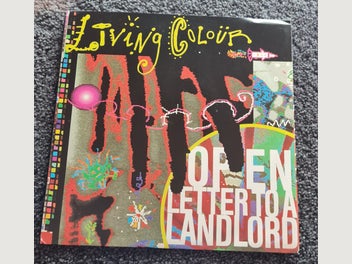 LIVING COLOUR
OPEN
LETTER TO A
LANDLORD